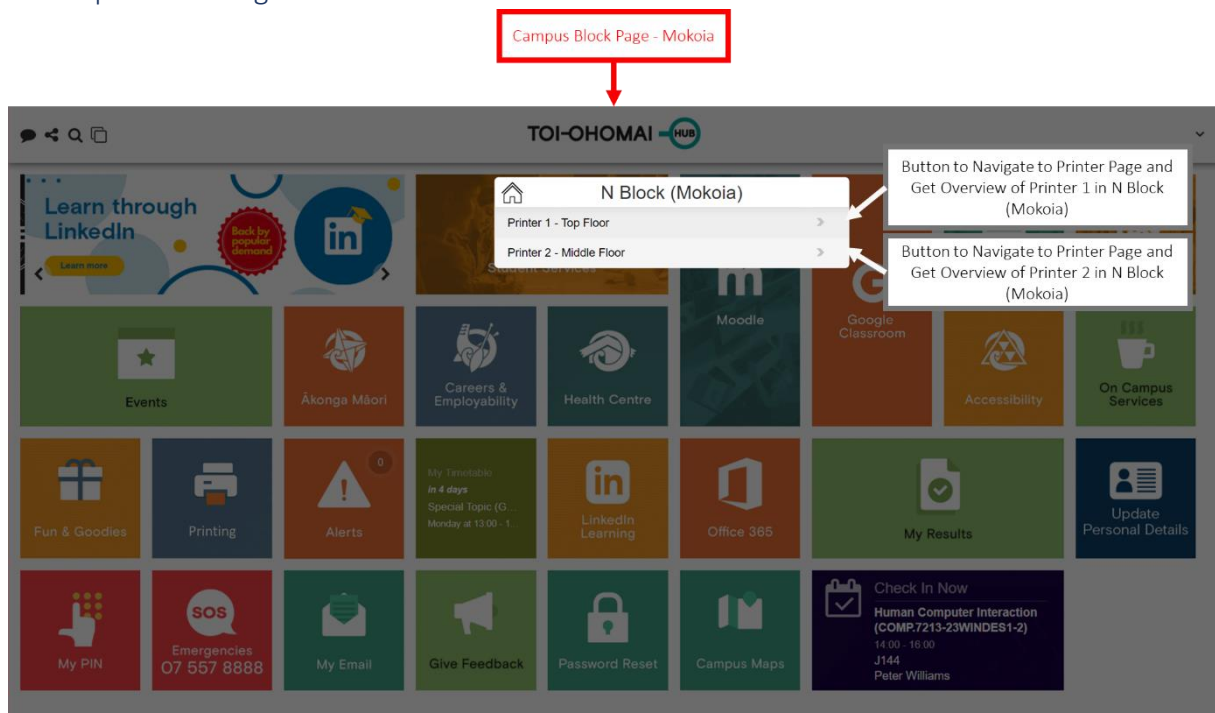 Campus Block Page - Mokoia
TOI-OHOMAI HUB
Button to Navigate to Printer Page and
Get Overview of Printer 1 in N Block
(Mokoia)
Button to Navigate to Printer Page and
Get Overview of Printer 2 in N Block
(Mokoia)
N Block (Mokoia)
Printer 1 - Top Floor
Printer 2 - Middle Floor
Learn through
LinkedIn
Back by
popular
demand
in
Learn more
Student Services
Moodle
Google
Classroom
Events
Ākonga Māori
Careers &
Employability
Health Centre
Accessibility
On Campus
Services
Fun & Goodies
Printing
0
Alerts
My Timetable
in 4 days
Special Topic (G...
Monday at 13:00 - 1...
in
LinkedIn
Learning
Office 365
My Results
Update
Personal Details
My PIN
SOS
Emergencies
07 557 8888
My Email
Give Feedback
Password Reset
Campus Maps
Check In Now
Human Computer Interaction
(COMP.7213-23WINDES1-2)
14:00 - 16:00
J144
Peter Williams